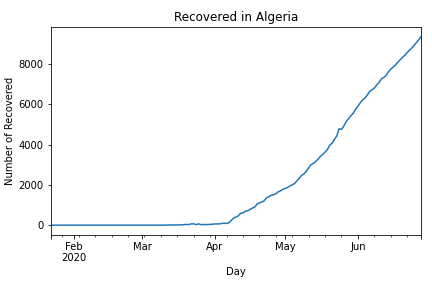 Recovered in Algeria
Number of Recovered
8000
6000
4000
2000
0
Feb
2020
Mar
Apr
May
Jun
Day